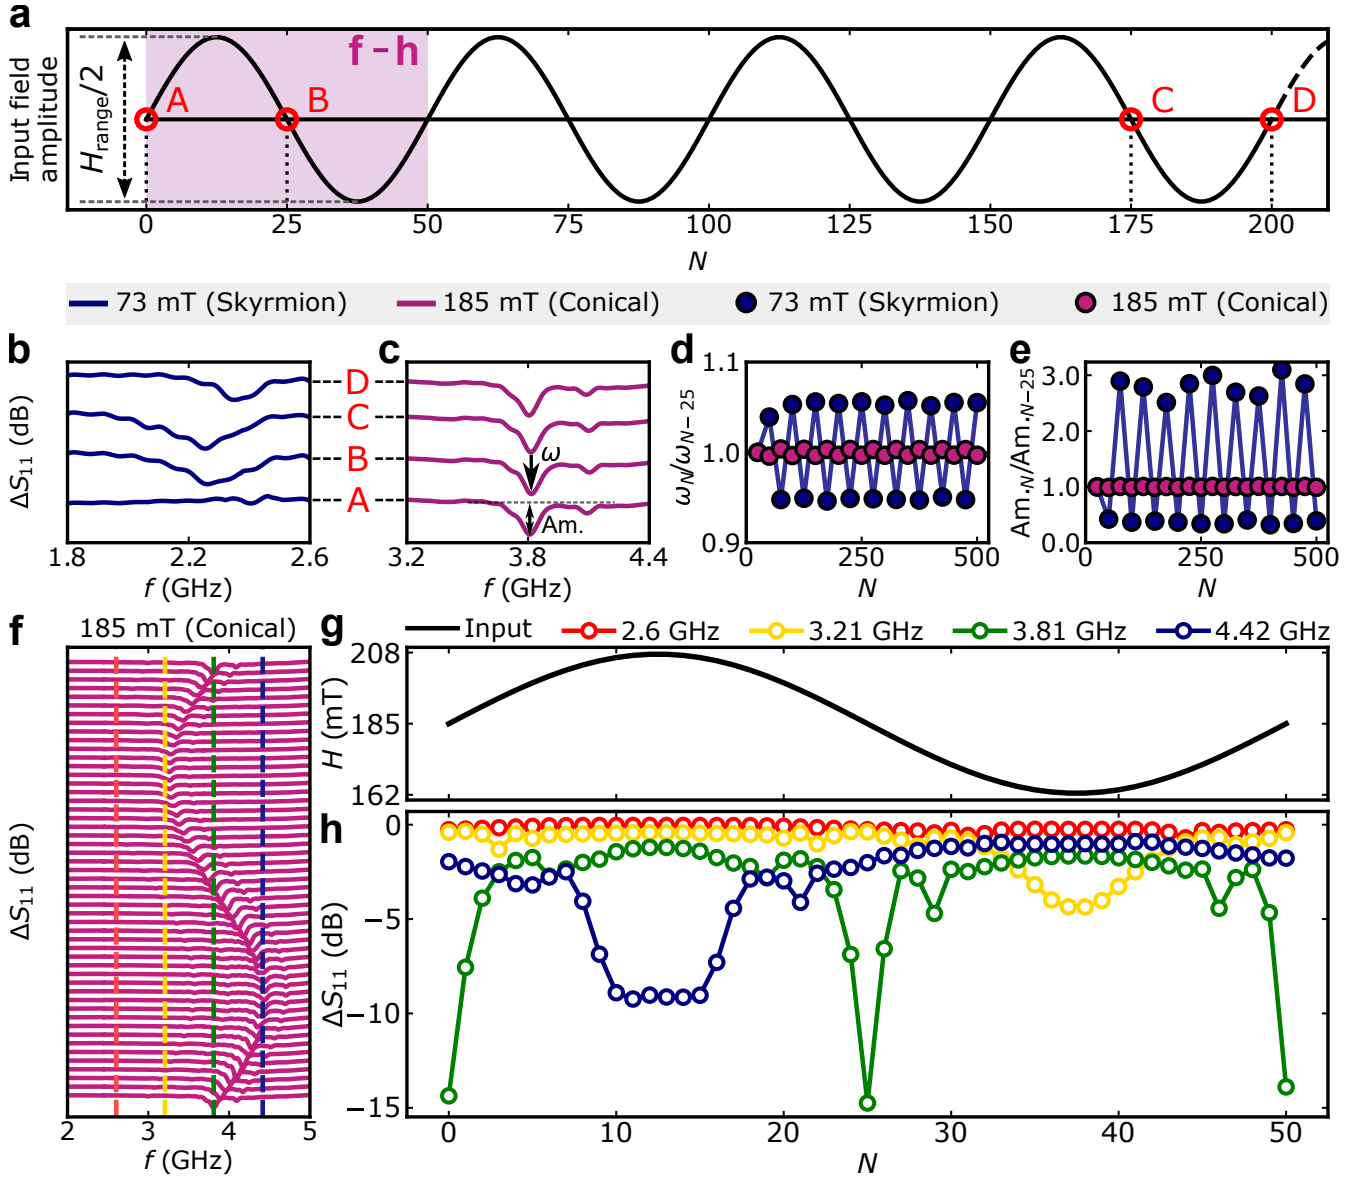 a
Input field
amplitude
H_range/2
f – h
A
B
C
D
0 25 50 75 100 125 150 175 200
N
73 mT (Skyrmion) 185 mT (Conical) 73 mT (Skyrmion) 185 mT (Conical)
b
ΔS₁₁ (dB)
1.8 2.2 2.6
f (GHz)
D
C
B
A
c
ω
Am.
3.2 3.8 4.4
f (GHz)
d
ω_N/ω_N−25
1.1
1.0
0.9
0 250 500
N
e
Am._N/Am._N−25
3.0
2.0
1.0
0.0
0 250 500
N
f
185 mT (Conical)
ΔS₁₁ (dB)
2 3 4 5
f (GHz)
g
Input 2.6 GHz 3.21 GHz 3.81 GHz 4.42 GHz
H (mT)
208
185
162
h
ΔS₁₁ (dB)
0
−5
−10
−15
0 10 20 30 40 50
N